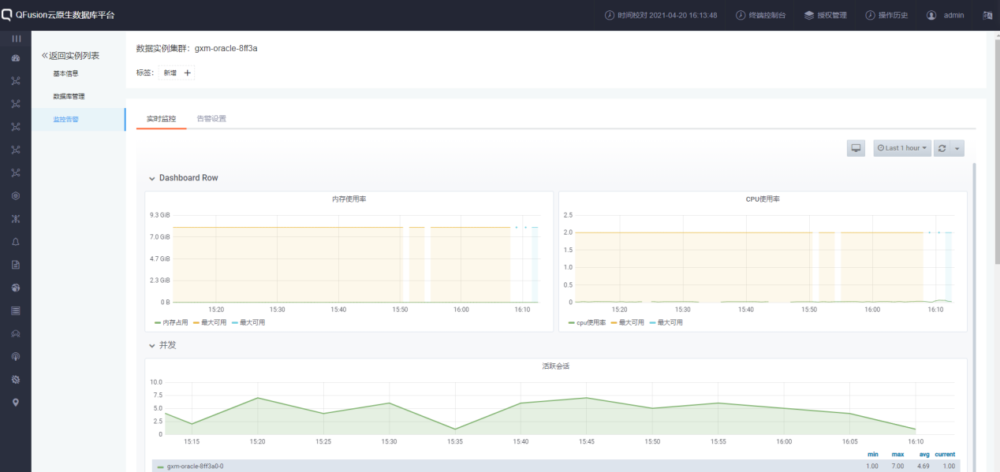 QFusion云原生数据库平台 时间校对 2021-04-20 16:13:48 终端控制台 授权管理 操作历史 admin
≪返回实例列表
基本信息
数据库管理
监控告警
数据实例集群：gxm-oracle-8ff3a
标签： 新增 +
实时监控 告警设置
Last 1 hour
Dashboard Row
内存使用率
9.3 GiB
7.0 GiB
4.7 GiB
2.3 GiB
0 B
15:20 15:30 15:40 15:50 16:00 16:10
内存占用 最大可用 最大可用
CPU使用率
2.5
2.0
1.5
1.0
0.5
0
15:20 15:30 15:40 15:50 16:00 16:10
cpu使用率 最大可用 最大可用
并发
活跃会话
10.0
7.5
5.0
2.5
0
15:15 15:20 15:25 15:30 15:35 15:40 15:45 15:50 15:55 16:00 16:05 16:10
min max avg current
gxm-oracle-8ff3a0-0 1.00 7.00 4.69 1.00